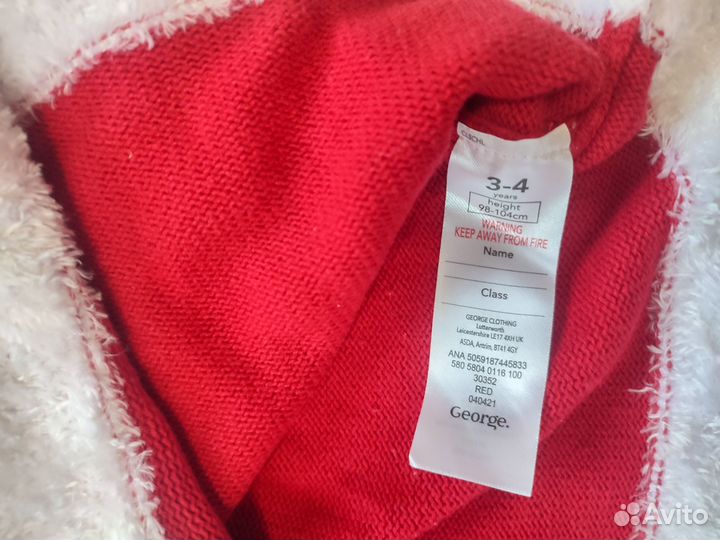 3-4
years
height
98-104cm
WARNING
KEEP AWAY FROM FIRE
Name
Class
GEORGE CLOTHING
Lutterworth
Leicestershire LE17 4XH UK
ASDA, Antrim, BT41 4GY
ANA 5059187445833
580 5804 0116 100
30352
RED
040421
George.
Avito